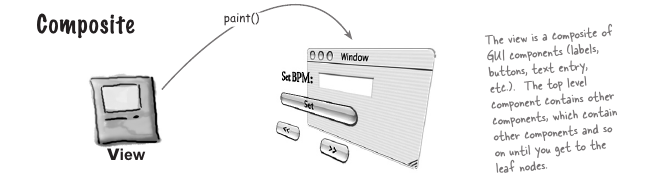 Composite
paint()
Window
Set BPM:
Set
<<
>>
View
The view is a composite of
GUI components (labels,
buttons, text entry,
etc.). The top level
component contains other
components, which contain
other components and so
on until you get to the
leaf nodes.